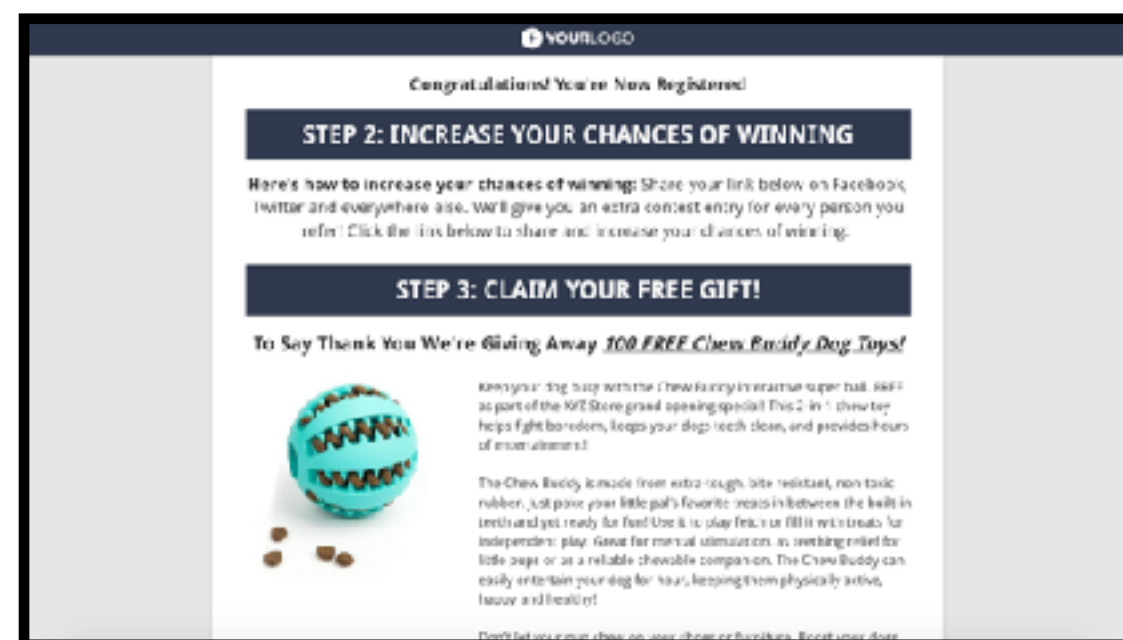 YOURLOGO
Congratulations! You're Now Registered
STEP 2: INCREASE YOUR CHANCES OF WINNING
Here's how to increase your chances of winning: Share your link below on Facebook,
Twitter and everywhere else. We'll give you an extra contest entry for every person you
refer! Click the link below to share and increase your chances of winning:
STEP 3: CLAIM YOUR FREE GIFT!
To Say Thank You We're Giving Away 100 FREE Chew Buddy Dog Toys!
Keep your dog busy with the Chew Buddy interactive super ball. FREE
as part of the XYZ Store grand opening special! This 2-in-1 chew toy
helps fight boredom, keeps your dogs teeth clean, and provides hours
of entertainment!
The Chew Buddy is made from extra-tough, bite resistant, non-toxic
rubber. Just poke your little pal's favorite treats in between the built in
teeth and get ready for fun! Use it to play fetch or fill it with treats for
independent play. Great for mental stimulation, as teething relief for
little pups or as a reliable chewable companion. The Chew Buddy can
easily entertain your dog for hour, keeping them physically active,
happy and healthy!
Don't let your pup chew on your shoes or furniture. Boost your dogs